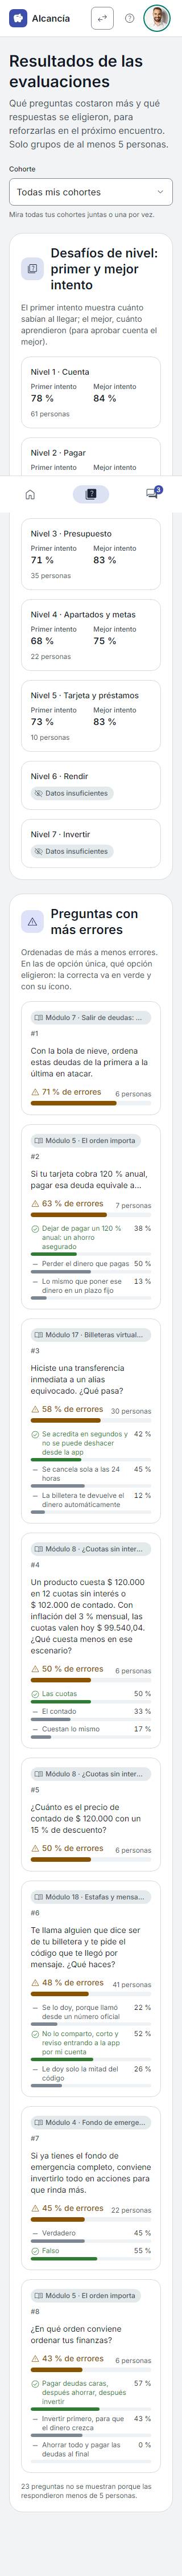 Alcancía
Resultados de las
evaluaciones
Qué preguntas costaron más y qué
respuestas se eligieron, para
reforzarlas en el próximo encuentro.
Solo grupos de al menos 5 personas.
Cohorte
Todas mis cohortes
Mira todas tus cohortes juntas o una por vez.
Desafíos de nivel:
primer y mejor
intento
El primer intento muestra cuánto
sabían al llegar; el mejor, cuánto
aprendieron (para aprobar cuenta el
mejor).
Nivel 1 · Cuenta
Primer intento Mejor intento
78 % 84 %
61 personas
Nivel 2 · Pagar
Primer intento Mejor intento
3
Nivel 3 · Presupuesto
Primer intento Mejor intento
71 % 83 %
35 personas
Nivel 4 · Apartados y metas
Primer intento Mejor intento
68 % 75 %
22 personas
Nivel 5 · Tarjeta y préstamos
Primer intento Mejor intento
73 % 83 %
10 personas
Nivel 6 · Rendir
Datos insuficientes
Nivel 7 · Invertir
Datos insuficientes
Preguntas con
más errores
Ordenadas de más a menos errores.
En las de opción única, qué opción
eligieron: la correcta va en verde y
con su ícono.
Módulo 7 · Salir de deudas: ...
#1
Con la bola de nieve, ordena
estas deudas de la primera a la
última en atacar.
71 % de errores 6 personas
Módulo 5 · El orden importa
#2
Si tu tarjeta cobra 120 % anual,
pagar esa deuda equivale a...
63 % de errores 7 personas
Dejar de pagar un 120 % 38 %
anual: un ahorro
asegurado
— Perder el dinero que pagas 50 %
— Lo mismo que poner ese 13 %
dinero en un plazo fijo
Módulo 17 · Billeteras virtual...
#3
Hiciste una transferencia
inmediata a un alias
equivocado. ¿Qué pasa?
58 % de errores 30 personas
Se acredita en segundos y 42 %
no se puede deshacer
desde la app
— Se cancela sola a las 24 45 %
horas
— La billetera te devuelve el 12 %
dinero automáticamente
Módulo 8 · ¿Cuotas sin inter...
#4
Un producto cuesta $ 120.000
en 12 cuotas sin interés o
$ 102.000 de contado. Con
inflación del 3 % mensual, las
cuotas valen hoy $ 99.540,04.
¿Qué cuesta menos en ese
escenario?
50 % de errores 6 personas
Las cuotas 50 %
— El contado 33 %
— Cuestan lo mismo 17 %
Módulo 8 · ¿Cuotas sin inter...
#5
¿Cuánto es el precio de
contado de $ 120.000 con un
15 % de descuento?
50 % de errores 6 personas
Módulo 18 · Estafas y mensa...
#6
Te llama alguien que dice ser
de tu billetera y te pide el
código que te llegó por
mensaje. ¿Qué haces?
48 % de errores 41 personas
— Se lo doy, porque llamó 22 %
desde un número oficial
No lo comparto, corto y 52 %
reviso entrando a la app
por mi cuenta
— Le doy solo la mitad del 26 %
código
Módulo 4 · Fondo de emerge...
#7
Si ya tienes el fondo de
emergencia completo, conviene
invertirlo todo en acciones para
que rinda más.
45 % de errores 22 personas
— Verdadero 45 %
Falso 55 %
Módulo 5 · El orden importa
#8
¿En qué orden conviene
ordenar tus finanzas?
43 % de errores 6 personas
Pagar deudas caras, 57 %
después ahorrar, después
invertir
— Invertir primero, para que 43 %
el dinero crezca
— Ahorrar todo y pagar las 0 %
deudas al final
23 preguntas no se muestran porque las
respondieron menos de 5 personas.